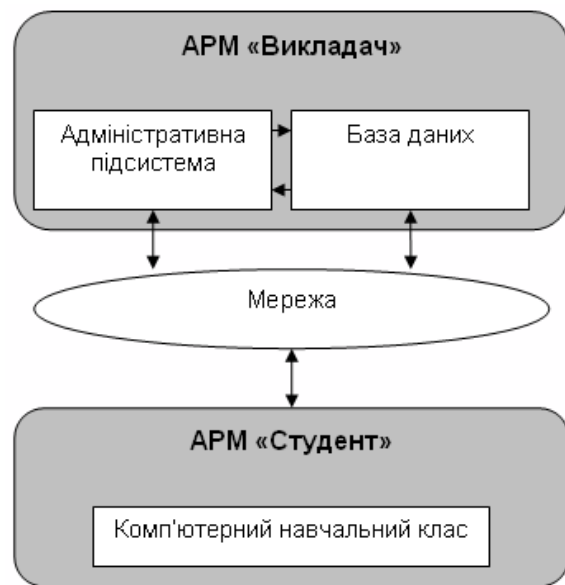 АРМ «Викладач»
Адміністративна
підсистема
База даних
Мережа
АРМ «Студент»
Комп'ютерний навчальний клас